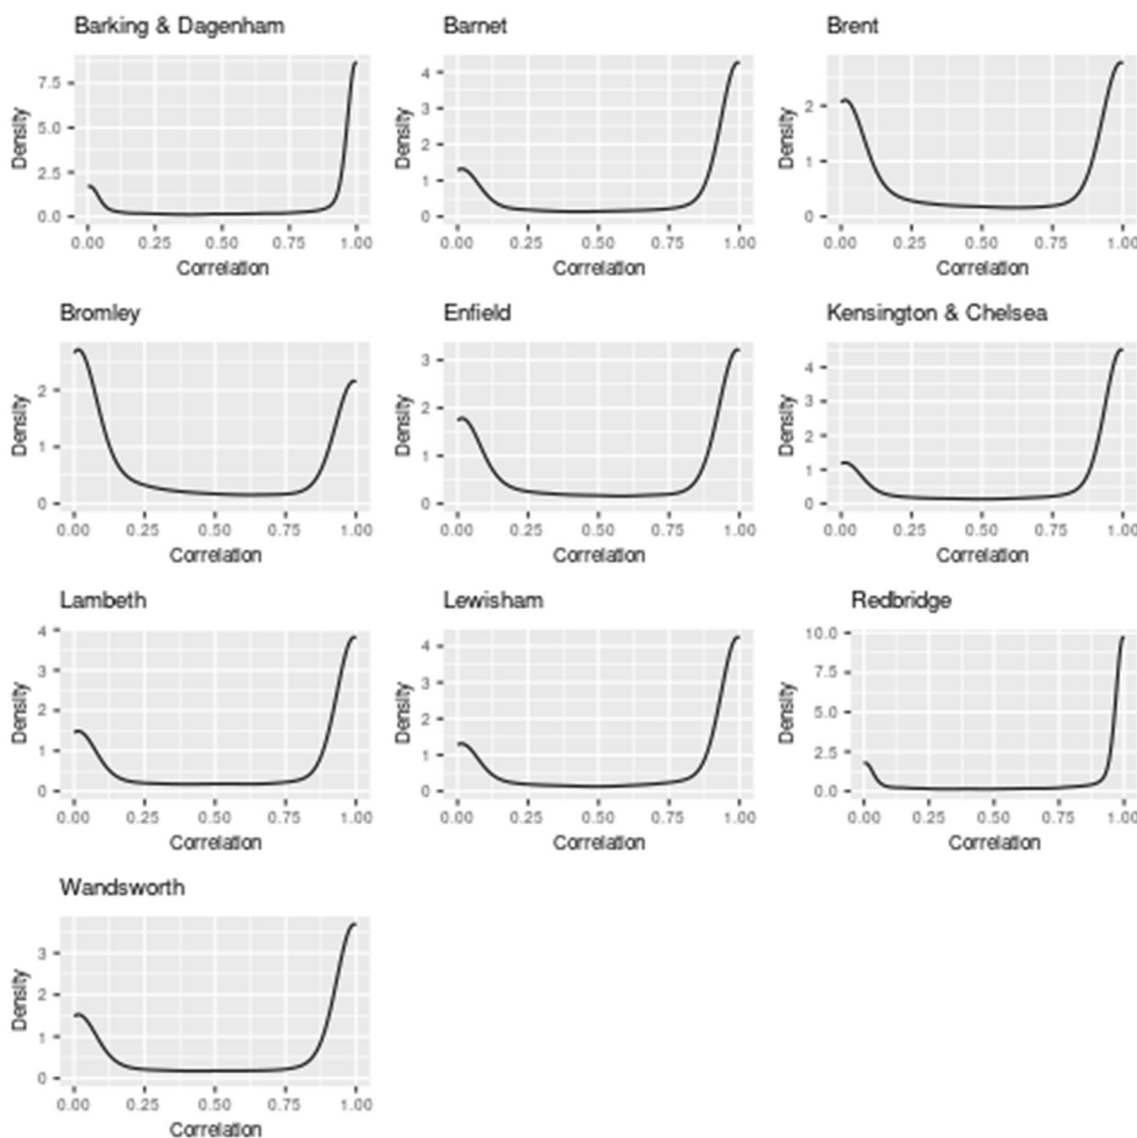 Barking & Dagenham
Density
7.5
5.0
2.5
0.0
0.00 0.25 0.50 0.75 1.00
Correlation
Barnet
Density
4
3
2
1
0
0.00 0.25 0.50 0.75 1.00
Correlation
Brent
Density
2
1
0
0.00 0.25 0.50 0.75 1.00
Correlation
Bromley
Density
2
1
0
0.00 0.25 0.50 0.75 1.00
Correlation
Enfield
Density
3
2
1
0
0.00 0.25 0.50 0.75 1.00
Correlation
Kensington & Chelsea
Density
4
3
2
1
0
0.00 0.25 0.50 0.75 1.00
Correlation
Lambeth
Density
4
3
2
1
0
0.00 0.25 0.50 0.75 1.00
Correlation
Lewisham
Density
4
3
2
1
0
0.00 0.25 0.50 0.75 1.00
Correlation
Redbridge
Density
10.0
7.5
5.0
2.5
0.0
0.00 0.25 0.50 0.75 1.00
Correlation
Wandsworth
Density
3
2
1
0
0.00 0.25 0.50 0.75 1.00
Correlation